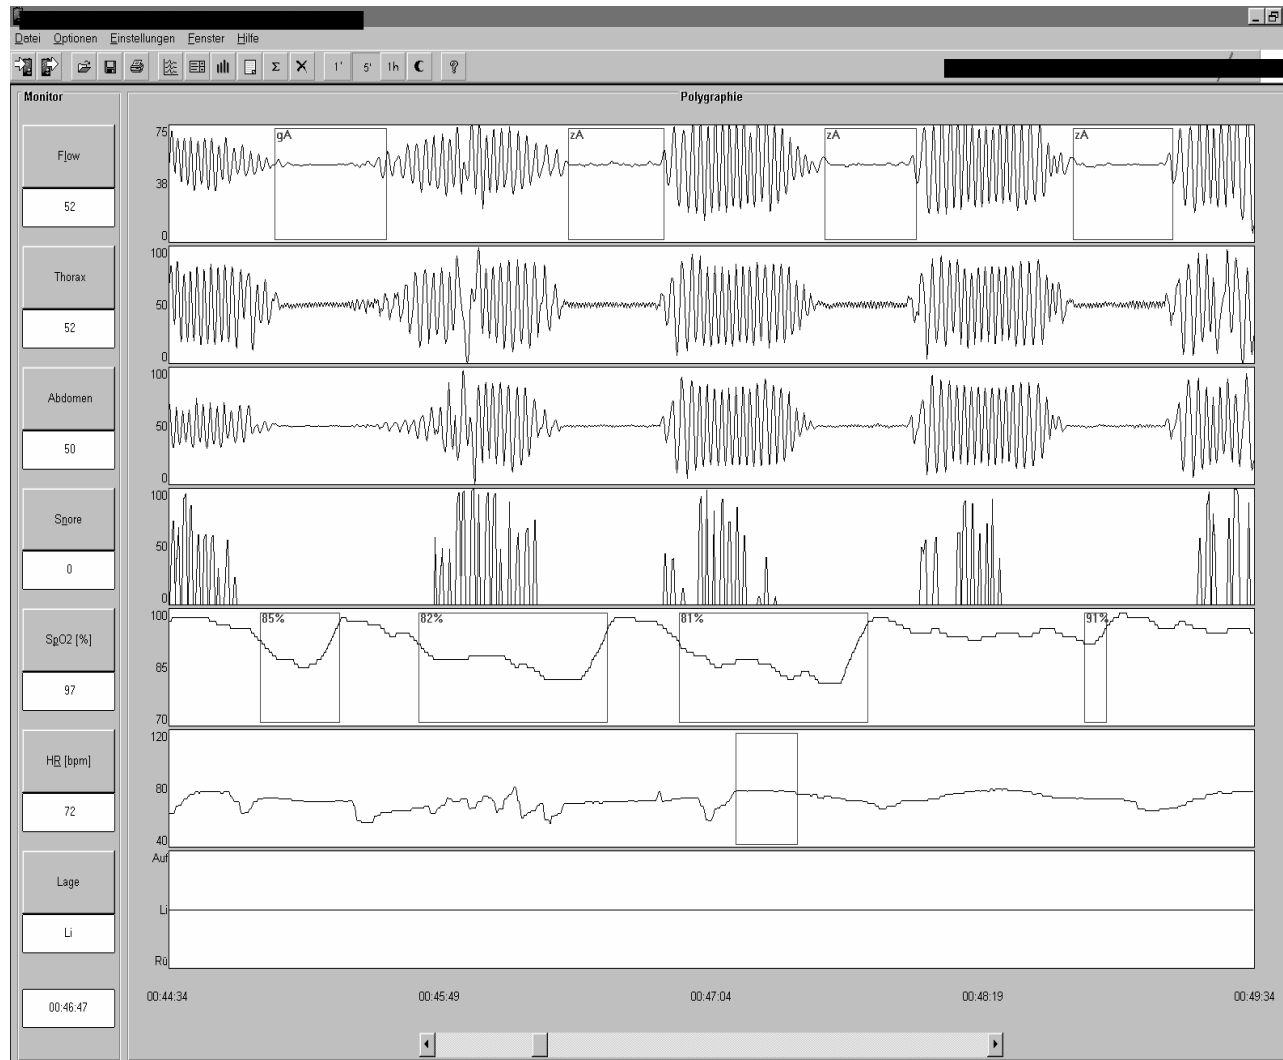 Datei Optionen Einstellungen Fenster Hilfe
1' 5' 1h
Monitor
Polygraphie
Flow
52
75
38
0
gA zA zA zA
Thorax
52
100
50
0
Abdomen
50
100
50
0
Snore
0
100
50
0
SpO2 [%]
97
100
85
70
85% 82% 81% 91%
HR [bpm]
72
120
80
40
Lage
Li
Auf
Li
Rü
00:46:47
00:44:34 00:45:49 00:47:04 00:48:19 00:49:34